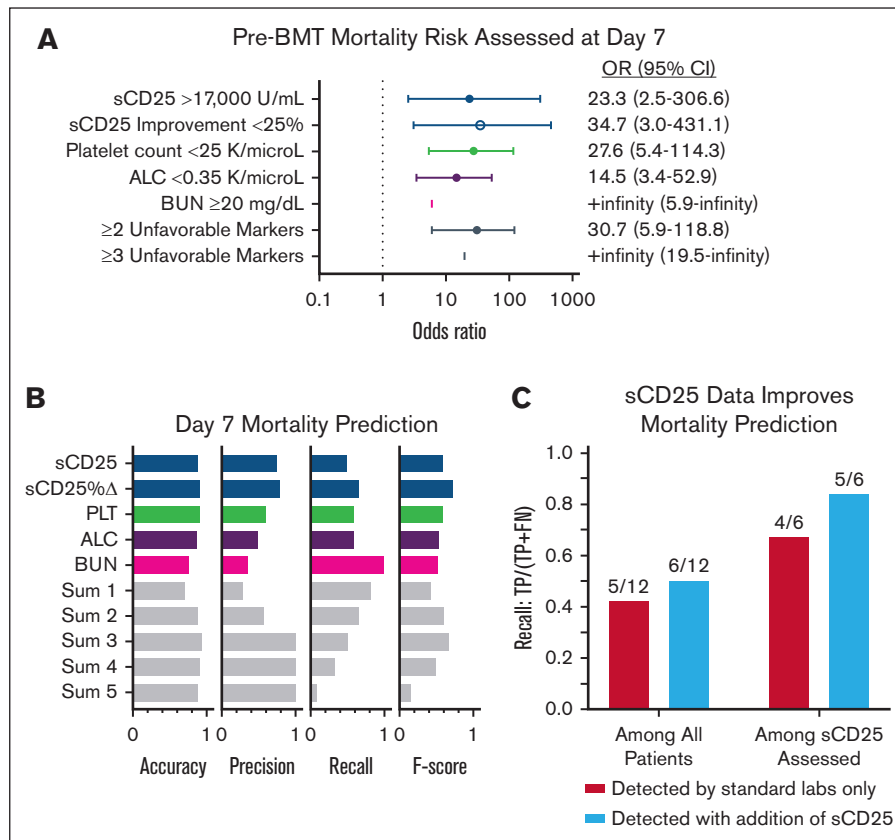 A
Pre-BMT Mortality Risk Assessed at Day 7
OR (95% CI)
sCD25 >17,000 U/mL 23.3 (2.5-306.6)
sCD25 Improvement <25% 34.7 (3.0-431.1)
Platelet count <25 K/microL 27.6 (5.4-114.3)
ALC <0.35 K/microL 14.5 (3.4-52.9)
BUN ≥20 mg/dL +infinity (5.9-infinity)
≥2 Unfavorable Markers 30.7 (5.9-118.8)
≥3 Unfavorable Markers +infinity (19.5-infinity)
0.1 1 10 100 1000
Odds ratio
B
Day 7 Mortality Prediction
sCD25
sCD25%Δ
PLT
ALC
BUN
Sum 1
Sum 2
Sum 3
Sum 4
Sum 5
0 1 0 1 0 1 0 1
Accuracy Precision Recall F-score
C
sCD25 Data Improves
Mortality Prediction
Recall: TP/(TP+FN)
1.0
0.8
0.6
0.4
0.2
0.0
5/12
6/12
4/6
5/6
Among All
Patients
Among sCD25
Assessed
Detected by standard labs only
Detected with addition of sCD25